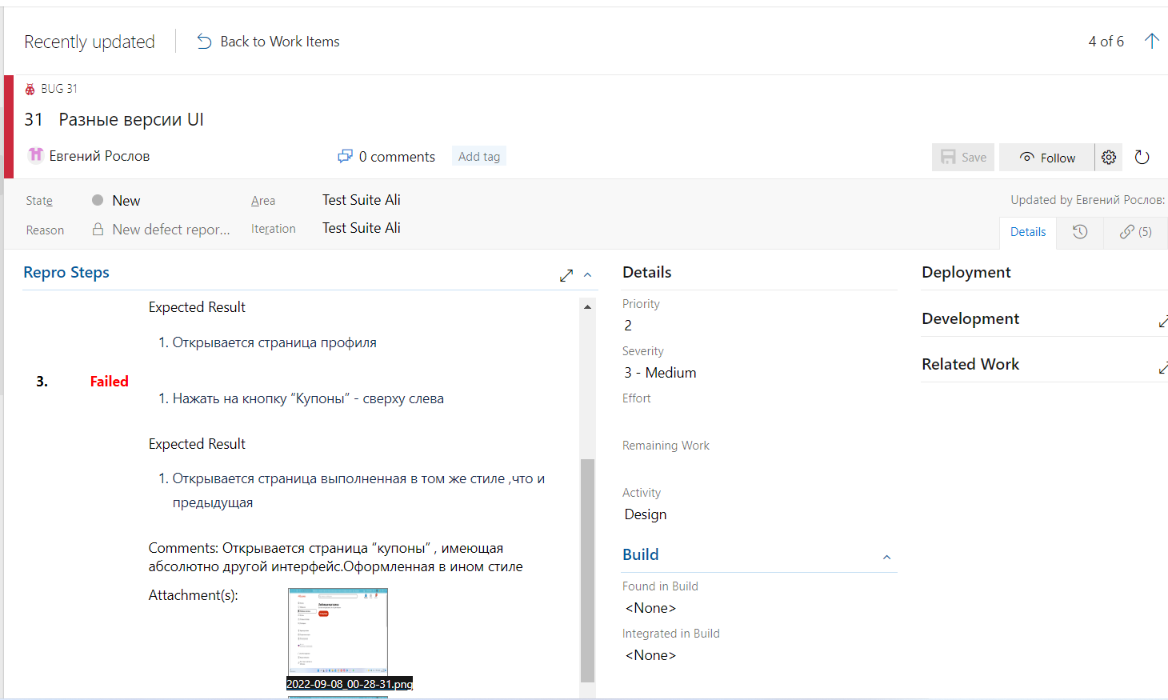 Recently updated
Back to Work Items
4 of 6
BUG 31
31 Разные версии UI
Евгений Рослов
0 comments
Add tag
Save
Follow
State
New
Area
Test Suite Ali
Updated by Евгений Рослов:
Reason
New defect repor...
Iteration
Test Suite Ali
Details
(5)
Repro Steps
Expected Result
1. Открывается страница профиля
3. Failed
1. Нажать на кнопку “Купоны” - сверху слева
Expected Result
1. Открывается страница выполненная в том же стиле ,что и
предыдущая
Comments: Открывается страница “купоны” , имеющая
абсолютно другой интерфейс.Оформленная в ином стиле
Attachment(s):
2022-09-08_00-28-31.png
Details
Priority
2
Severity
3 - Medium
Effort
Remaining Work
Activity
Design
Build
Found in Build
<None>
Integrated in Build
<None>
Deployment
Development
Related Work